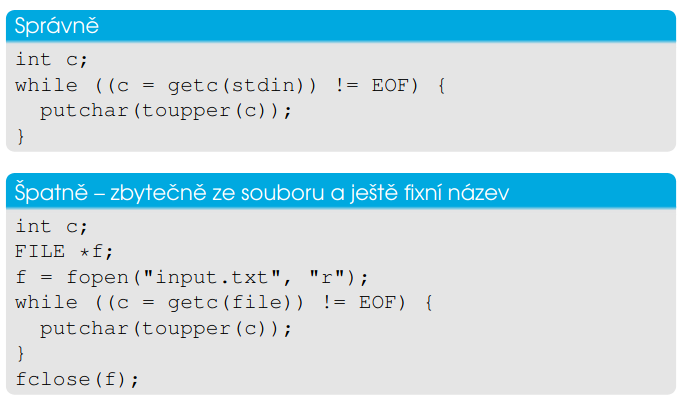 Správně
int c;
while ((c = getc(stdin)) != EOF) {
  putchar(toupper(c));
}
Špatně – zbytečně ze souboru a ještě fixní název
int c;
FILE *f;
f = fopen("input.txt", "r");
while ((c = getc(file)) != EOF) {
  putchar(toupper(c));
}
fclose(f);